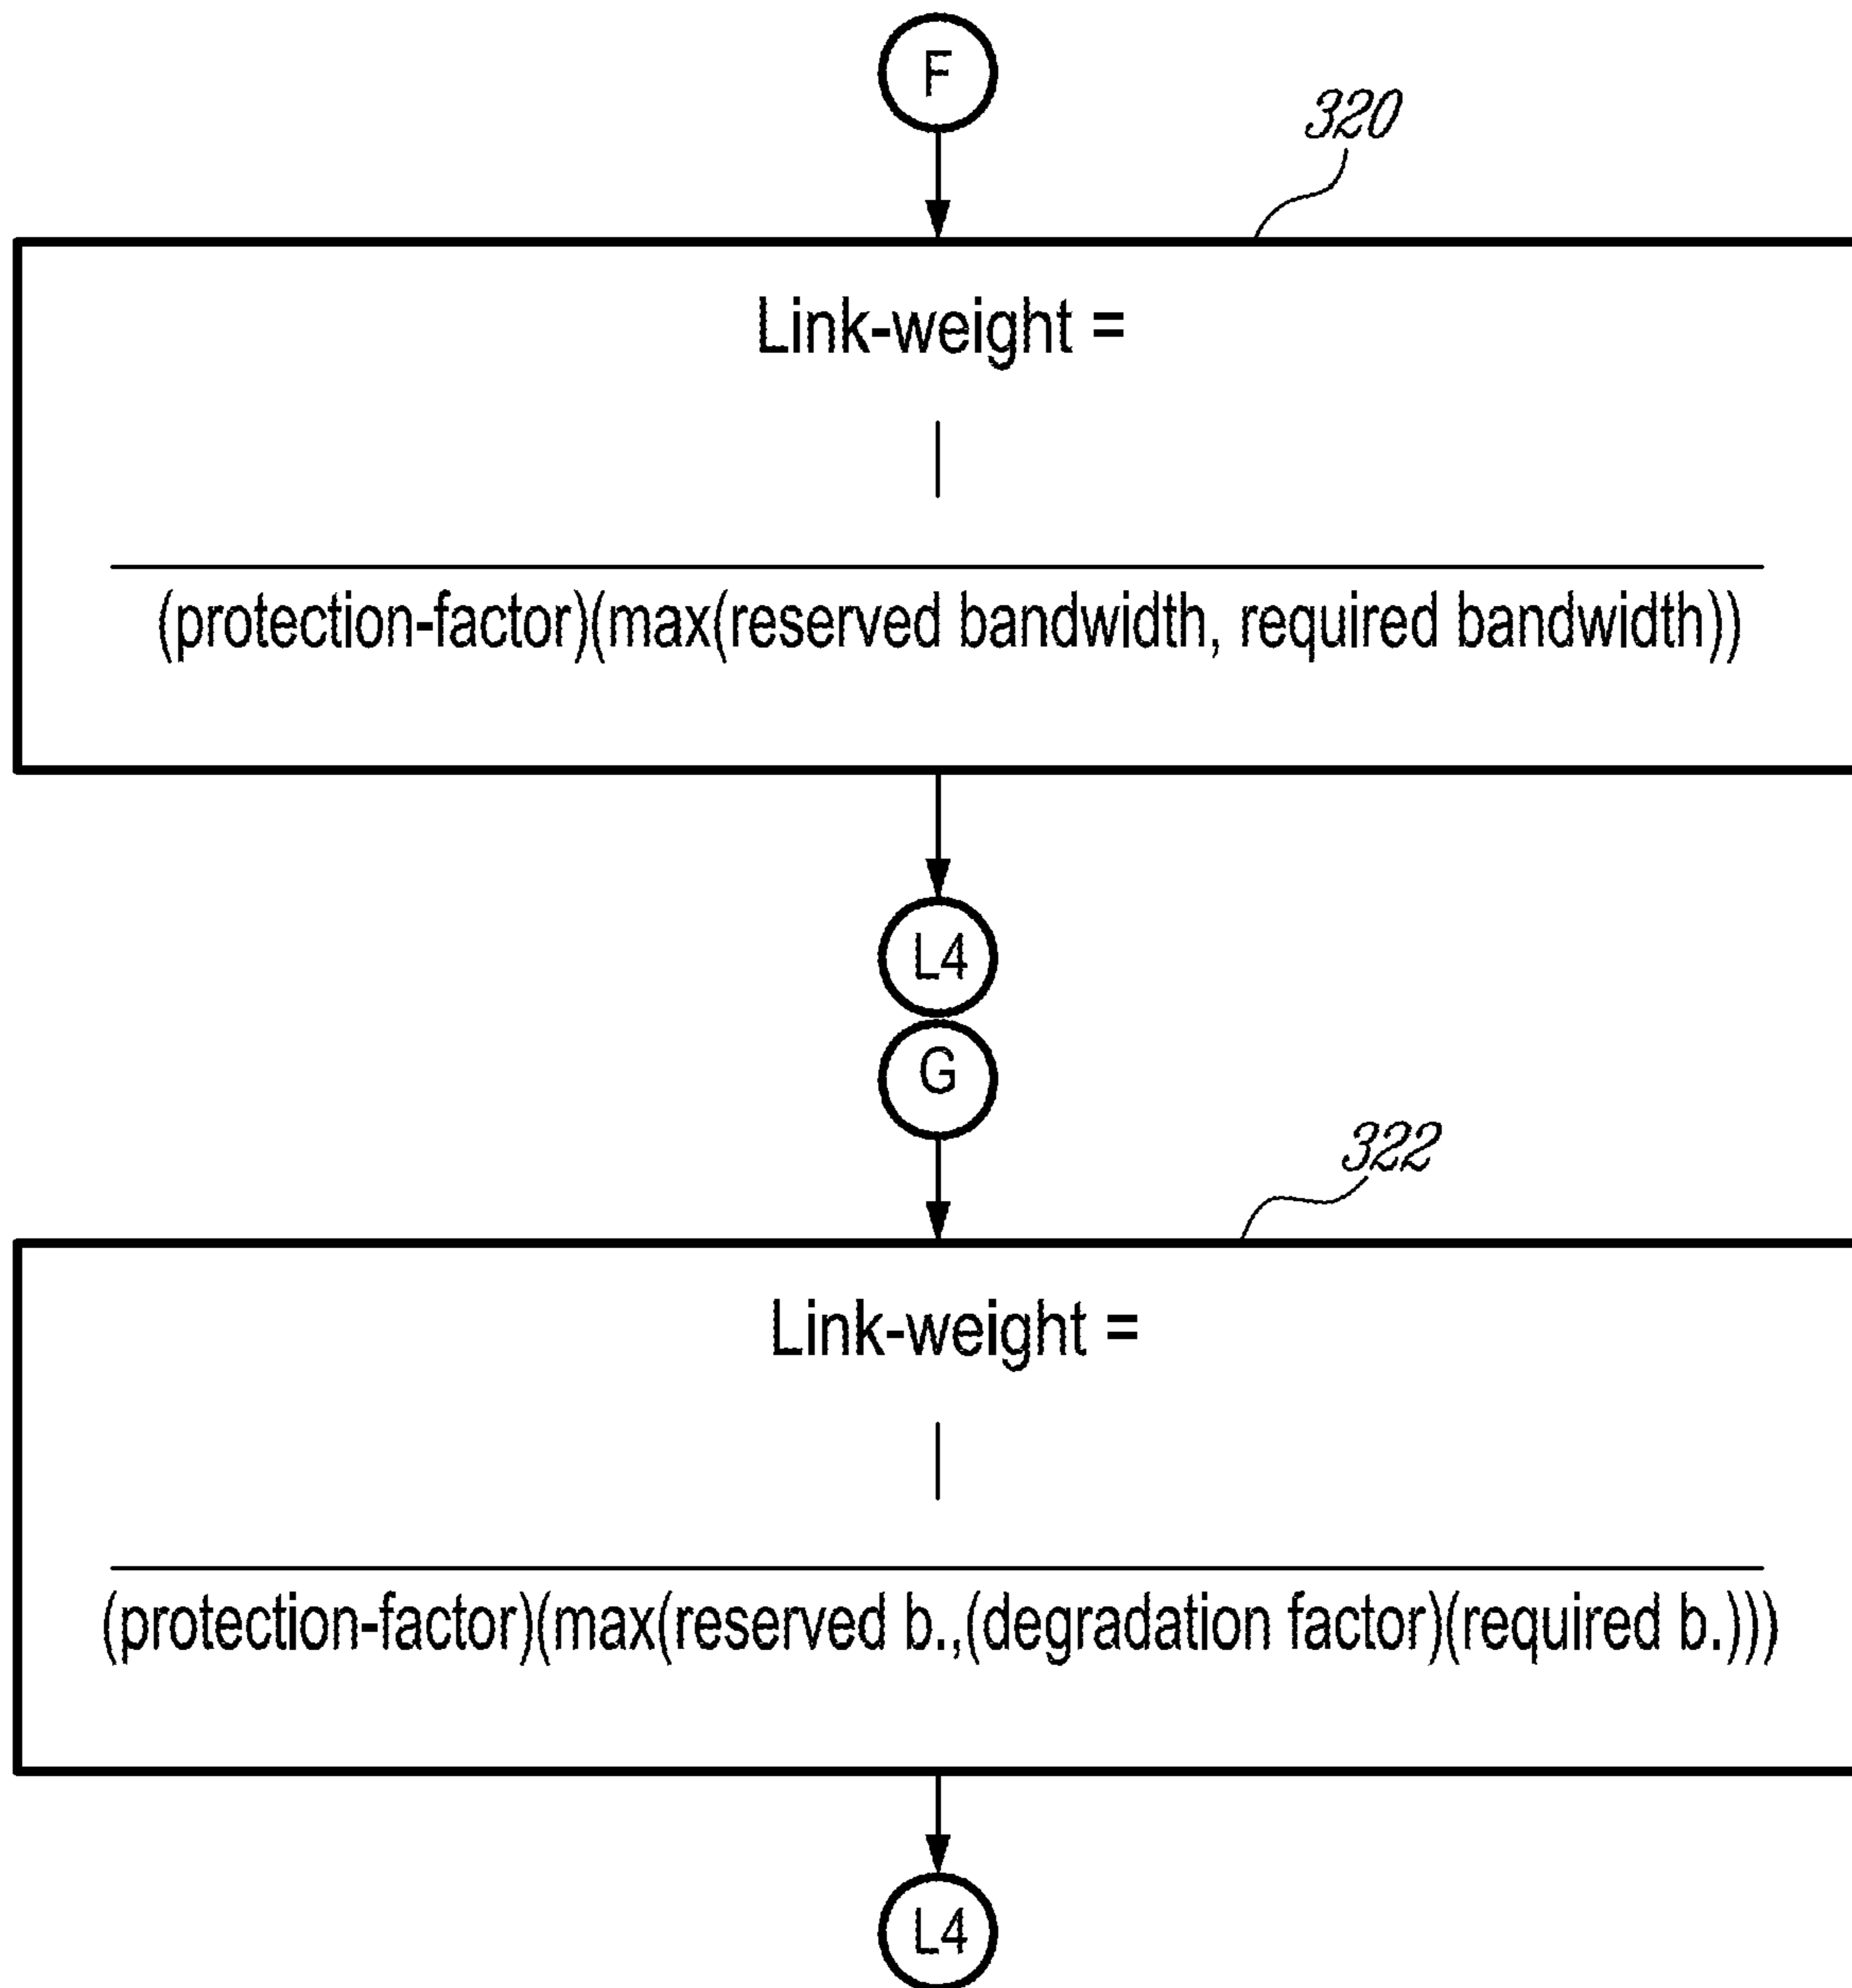 F
320
Link-weight =
|
(protection-factor)(max(reserved bandwidth, required bandwidth))
L4
G
322
Link-weight =
|
(protection-factor)(max(reserved b.,(degradation factor)(required b.)))
L4